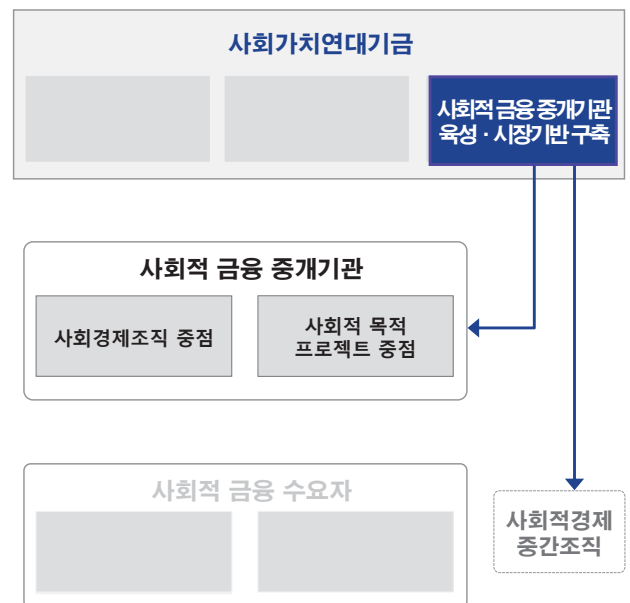 사회가치연대기금
사회적 금융 중개기관
육성 · 시장기반 구축
사회적 금융 중개기관
사회경제조직 중점
사회적 목적
프로젝트 중점
사회적 금융 수요자
사회적경제
중간조직